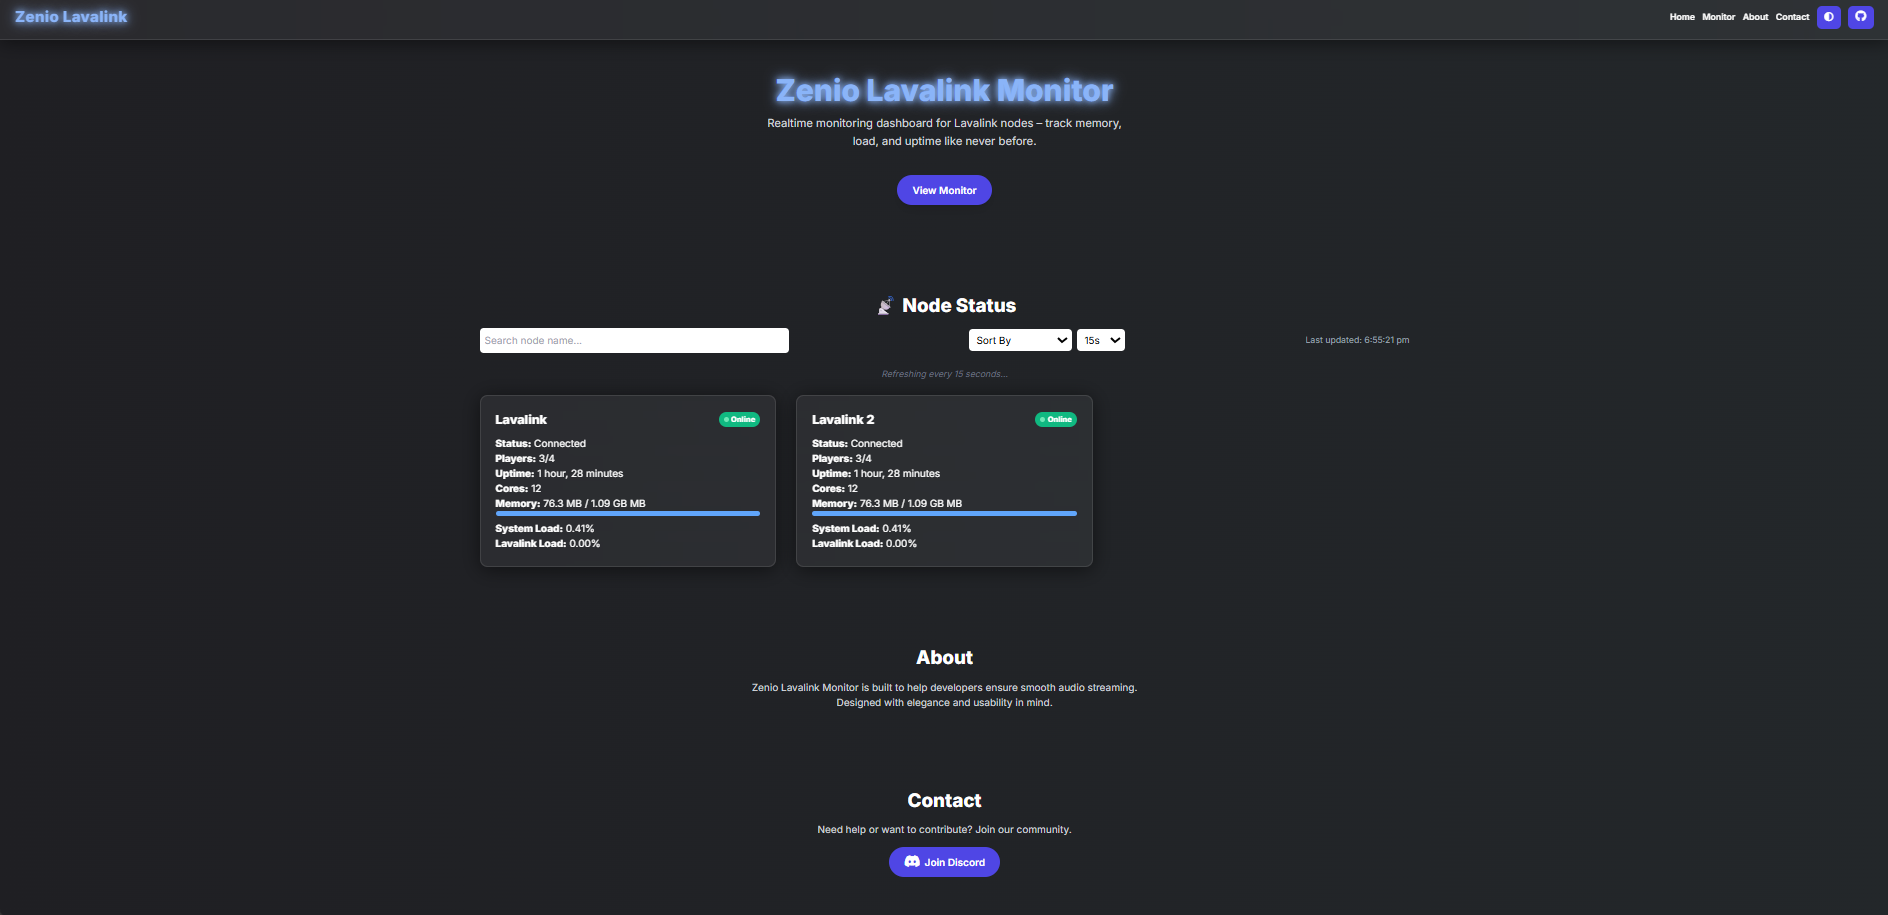 Zenio Lavalink
Home Monitor About Contact
Zenio Lavalink Monitor
Realtime monitoring dashboard for Lavalink nodes – track memory,
load, and uptime like never before.
View Monitor
Node Status
Search node name...
Sort By
15s
Last updated: 6:55:21 pm
Refreshing every 15 seconds...
Lavalink
Online
Status: Connected
Players: 3/4
Uptime: 1 hour, 28 minutes
Cores: 12
Memory: 76.3 MB / 1.09 GB MB
System Load: 0.41%
Lavalink Load: 0.00%
Lavalink 2
Online
Status: Connected
Players: 3/4
Uptime: 1 hour, 28 minutes
Cores: 12
Memory: 76.3 MB / 1.09 GB MB
System Load: 0.41%
Lavalink Load: 0.00%
About
Zenio Lavalink Monitor is built to help developers ensure smooth audio streaming.
Designed with elegance and usability in mind.
Contact
Need help or want to contribute? Join our community.
Join Discord